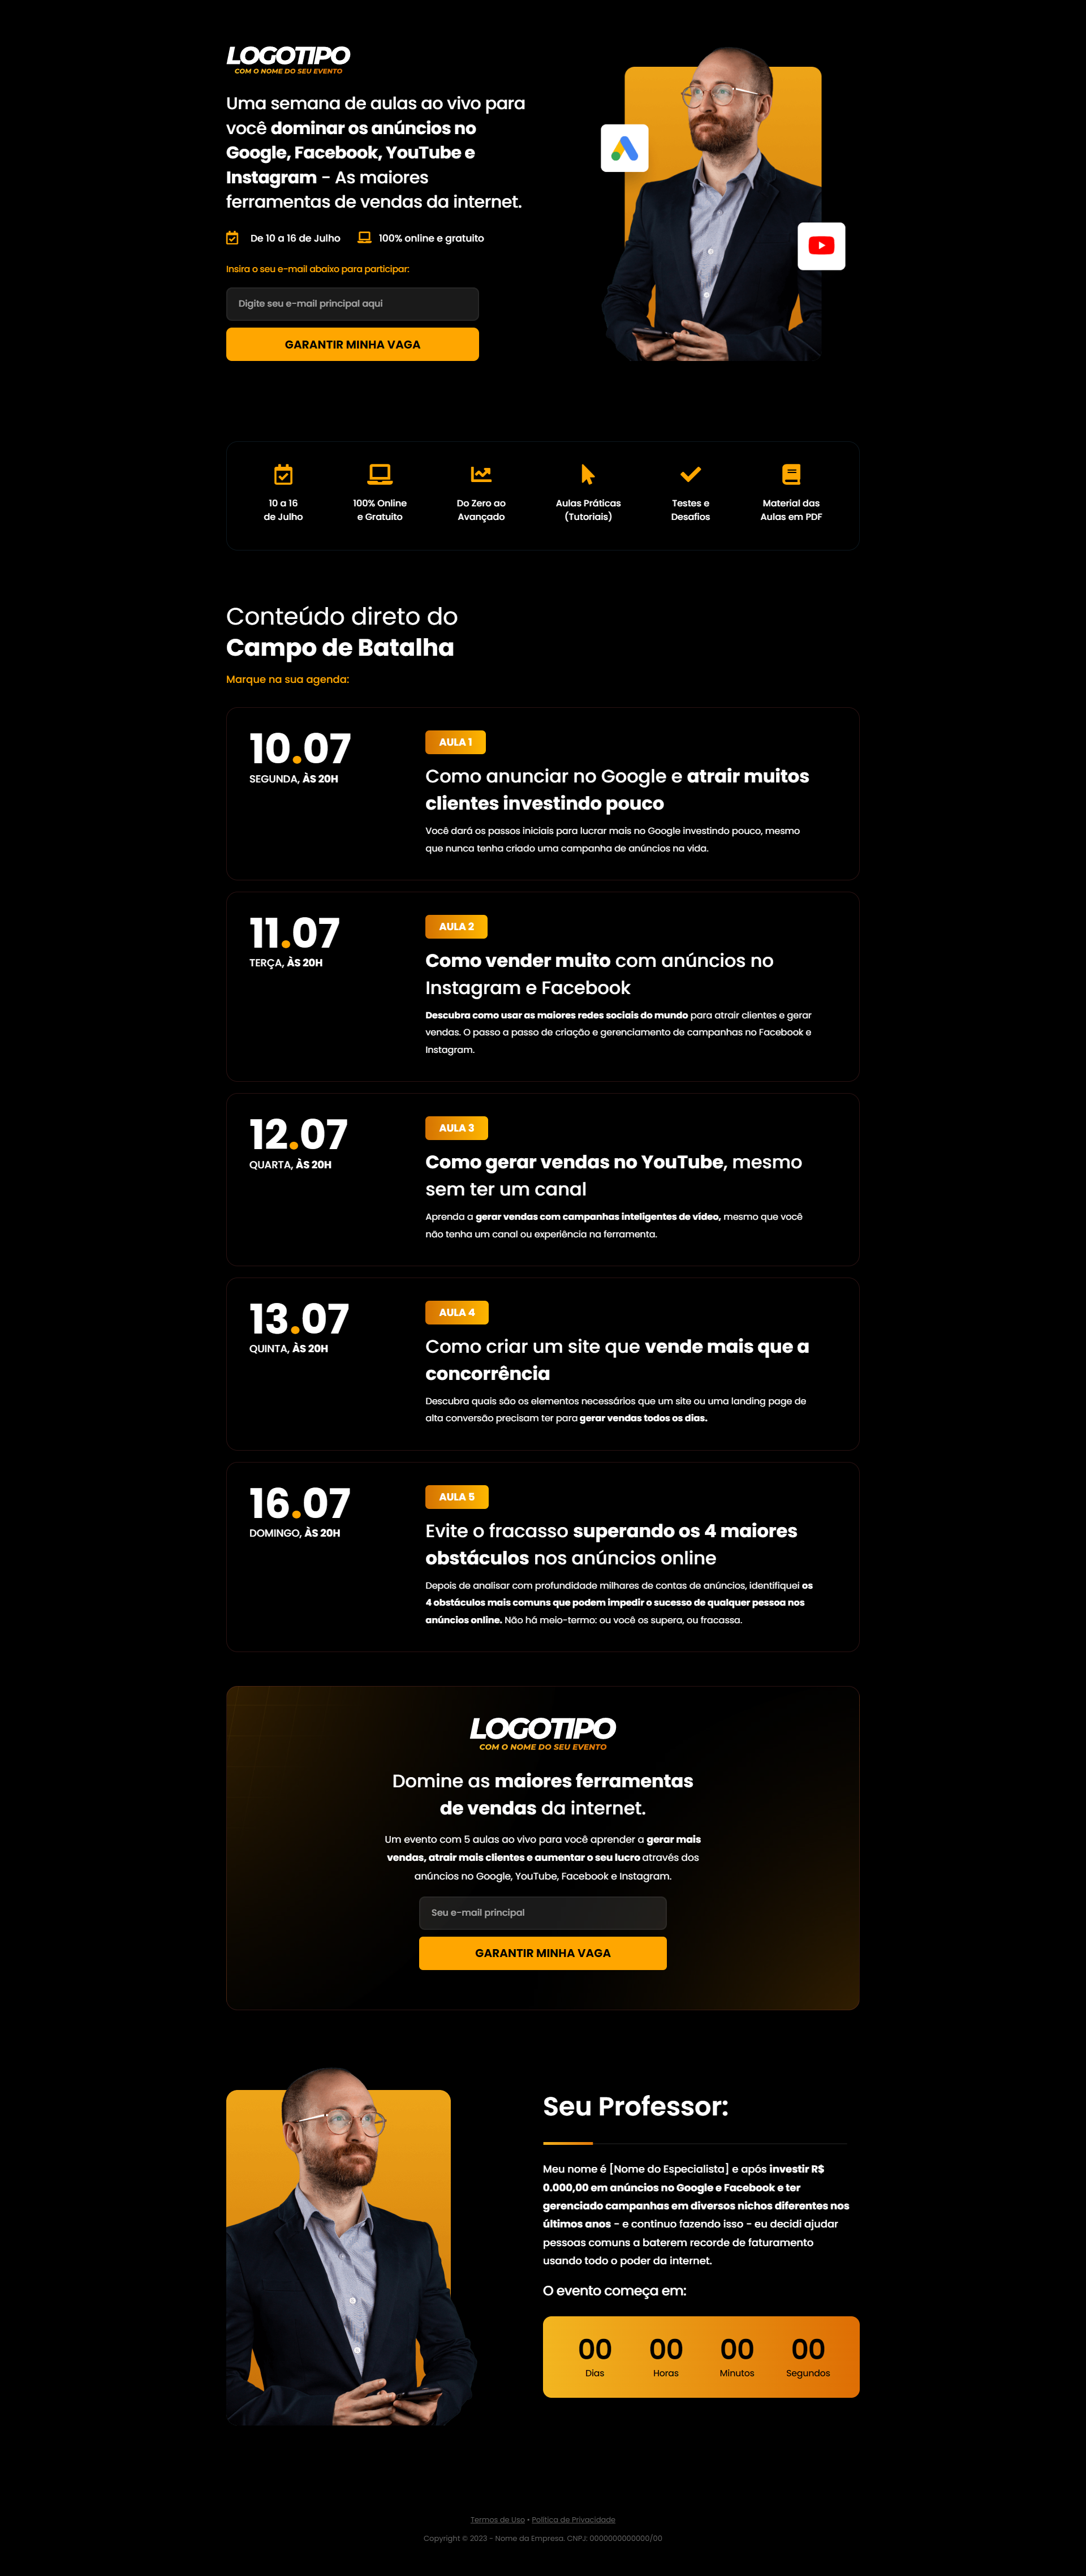 LOGOTIPO
COM O NOME DO SEU EVENTO
Uma semana de aulas ao vivo para
você dominar os anúncios no
Google, Facebook, YouTube e
Instagram - As maiores
ferramentas de vendas da internet.
De 10 a 16 de Julho
100% online e gratuito
Insira o seu e-mail abaixo para participar:
Digite seu e-mail principal aqui
GARANTIR MINHA VAGA
10 a 16
de Julho
100% Online
e Gratuito
Do Zero ao
Avançado
Aulas Práticas
(Tutoriais)
Testes e
Desafios
Material das
Aulas em PDF
Conteúdo direto do
Campo de Batalha
Marque na sua agenda:
10.07
SEGUNDA, ÀS 20H
AULA 1
Como anunciar no Google e atrair muitos
clientes investindo pouco
Você dará os passos iniciais para lucrar mais no Google investindo pouco, mesmo
que nunca tenha criado uma campanha de anúncios na vida.
11.07
TERÇA, ÀS 20H
AULA 2
Como vender muito com anúncios no
Instagram e Facebook
Descubra como usar as maiores redes sociais do mundo para atrair clientes e gerar
vendas. O passo a passo de criação e gerenciamento de campanhas no Facebook e
Instagram.
12.07
QUARTA, ÀS 20H
AULA 3
Como gerar vendas no YouTube, mesmo
sem ter um canal
Aprenda a gerar vendas com campanhas inteligentes de vídeo, mesmo que você
não tenha um canal ou experiência na ferramenta.
13.07
QUINTA, ÀS 20H
AULA 4
Como criar um site que vende mais que a
concorrência
Descubra quais são os elementos necessários que um site ou uma landing page de
alta conversão precisam ter para gerar vendas todos os dias.
16.07
DOMINGO, ÀS 20H
AULA 5
Evite o fracasso superando os 4 maiores
obstáculos nos anúncios online
Depois de analisar com profundidade milhares de contas de anúncios, identifiquei os
4 obstáculos mais comuns que podem impedir o sucesso de qualquer pessoa nos
anúncios online. Não há meio-termo: ou você os supera, ou fracassa.
LOGOTIPO
COM O NOME DO SEU EVENTO
Domine as maiores ferramentas
de vendas da internet.
Um evento com 5 aulas ao vivo para você aprender a gerar mais
vendas, atrair mais clientes e aumentar o seu lucro através dos
anúncios no Google, YouTube, Facebook e Instagram.
Seu e-mail principal
GARANTIR MINHA VAGA
Seu Professor:
Meu nome é [Nome do Especialista] e após investir R$
0.000,00 em anúncios no Google e Facebook e ter
gerenciado campanhas em diversos nichos diferentes nos
últimos anos - e continuo fazendo isso - eu decidi ajudar
pessoas comuns a baterem recorde de faturamento
usando todo o poder da internet.
O evento começa em:
00 00 00 00
Dias Horas Minutos Segundos
Termos de Uso • Política de Privacidade
Copyright © 2023 - Nome da Empresa. CNPJ: 0000000000000/00